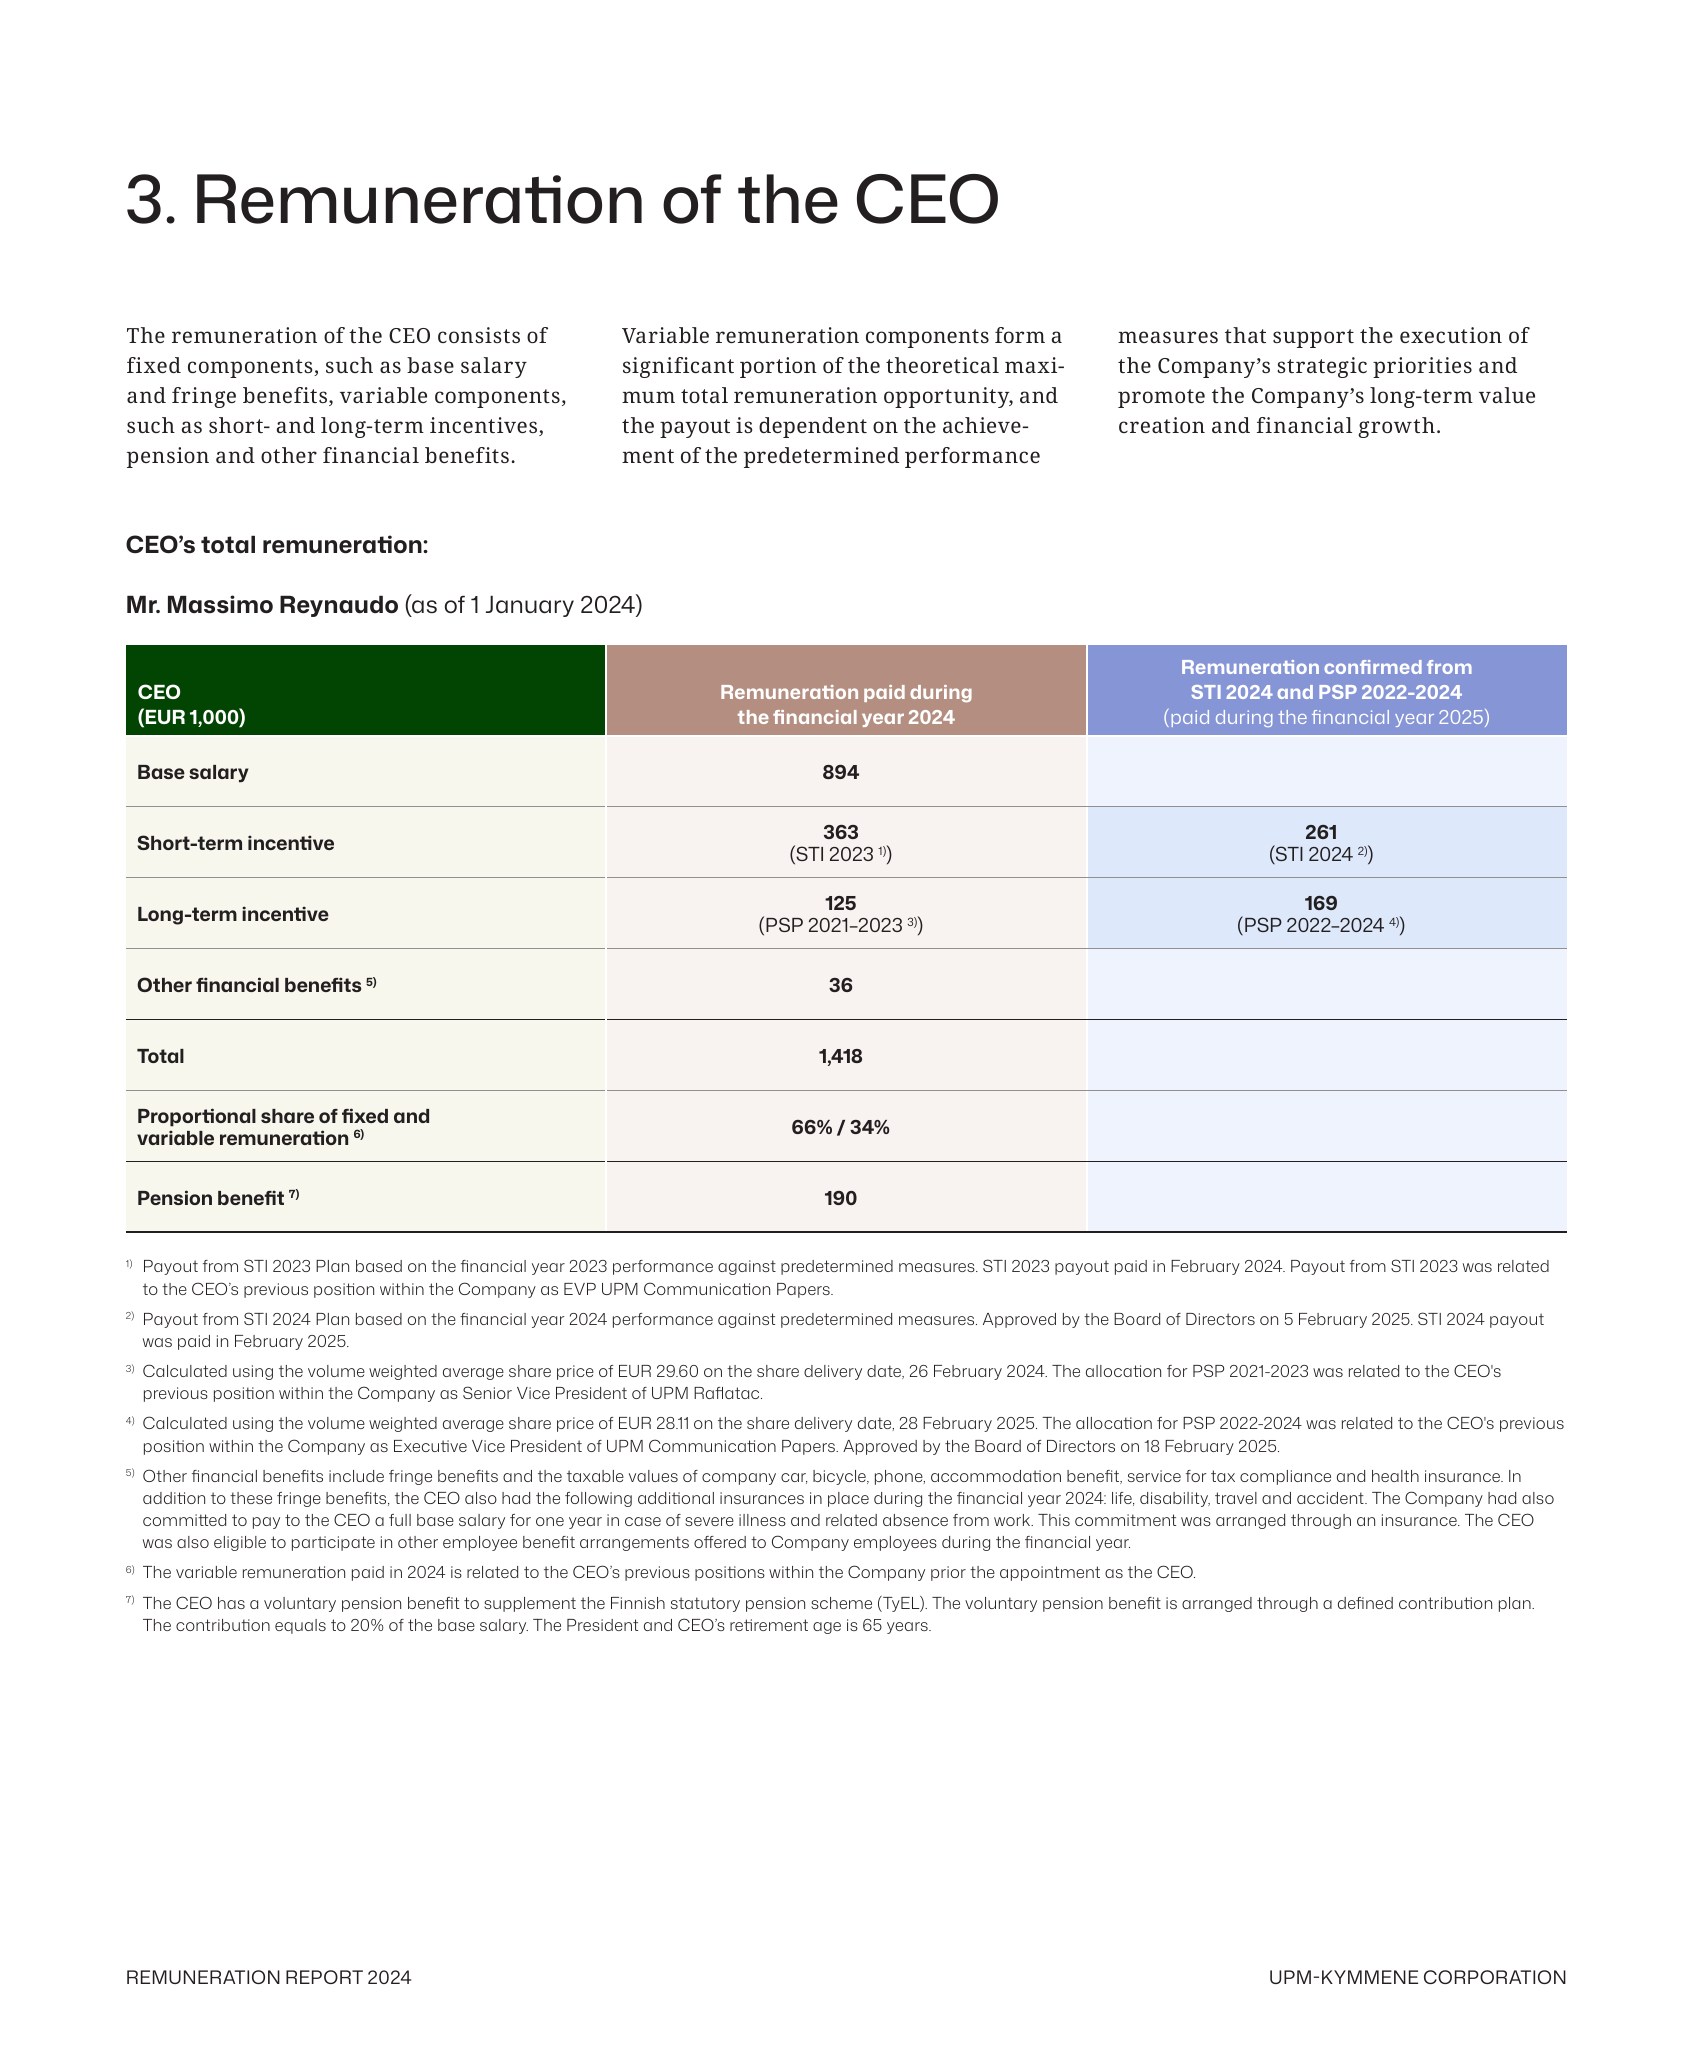 3. Remuneration of the CEO
The remuneration of the CEO consists of
fixed components, such as base salary
and fringe benefits, variable components,
such as short- and long-term incentives,
pension and other financial benefits.
Variable remuneration components form a
significant portion of the theoretical maxi-
mum total remuneration opportunity, and
the payout is dependent on the achieve-
ment of the predetermined performance
measures that support the execution of
the Company’s strategic priorities and
promote the Company’s long-term value
creation and financial growth.
CEO’s total remuneration:
Mr. Massimo Reynaudo (as of 1 January 2024)
CEO
(EUR 1,000)
Remuneration paid during
the financial year 2024
Remuneration confirmed from
STI 2024 and PSP 2022-2024
(paid during the financial year 2025)
Base salary
894
Short-term incentive
363
(STI 2023 ¹⁾)
261
(STI 2024 ²⁾)
Long-term incentive
125
(PSP 2021–2023 ³⁾)
169
(PSP 2022–2024 ⁴⁾)
Other financial benefits ⁵⁾
36
Total
1,418
Proportional share of fixed and
variable remuneration ⁶⁾
66% / 34%
Pension benefit ⁷⁾
190
¹⁾ Payout from STI 2023 Plan based on the financial year 2023 performance against predetermined measures. STI 2023 payout paid in February 2024. Payout from STI 2023 was related
to the CEO’s previous position within the Company as EVP UPM Communication Papers.
²⁾ Payout from STI 2024 Plan based on the financial year 2024 performance against predetermined measures. Approved by the Board of Directors on 5 February 2025. STI 2024 payout
was paid in February 2025.
³⁾ Calculated using the volume weighted average share price of EUR 29.60 on the share delivery date, 26 February 2024. The allocation for PSP 2021-2023 was related to the CEO's
previous position within the Company as Senior Vice President of UPM Raflatac.
⁴⁾ Calculated using the volume weighted average share price of EUR 28.11 on the share delivery date, 28 February 2025. The allocation for PSP 2022-2024 was related to the CEO's previous
position within the Company as Executive Vice President of UPM Communication Papers. Approved by the Board of Directors on 18 February 2025.
⁵⁾ Other financial benefits include fringe benefits and the taxable values of company car, bicycle, phone, accommodation benefit, service for tax compliance and health insurance. In
addition to these fringe benefits, the CEO also had the following additional insurances in place during the financial year 2024: life, disability, travel and accident. The Company had also
committed to pay to the CEO a full base salary for one year in case of severe illness and related absence from work. This commitment was arranged through an insurance. The CEO
was also eligible to participate in other employee benefit arrangements offered to Company employees during the financial year.
⁶⁾ The variable remuneration paid in 2024 is related to the CEO’s previous positions within the Company prior the appointment as the CEO.
⁷⁾ The CEO has a voluntary pension benefit to supplement the Finnish statutory pension scheme (TyEL). The voluntary pension benefit is arranged through a defined contribution plan.
The contribution equals to 20% of the base salary. The President and CEO’s retirement age is 65 years.
REMUNERATION REPORT 2024
UPM-KYMMENE CORPORATION